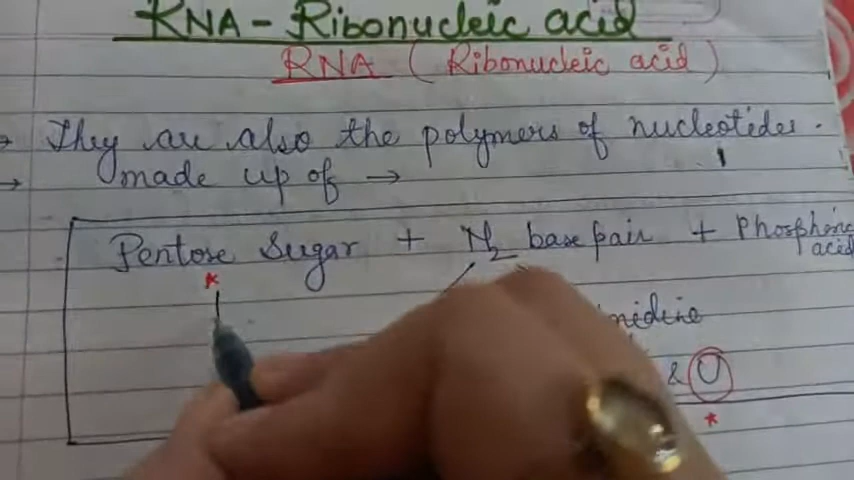 RNA - Ribonucleic acid
RNA ( Ribonucleic acid )
→ They are also the polymers of nucleotides.
→ made up of →
Pentose Sugar + N₂ base pair + Phosphoric acid
*
& U
*